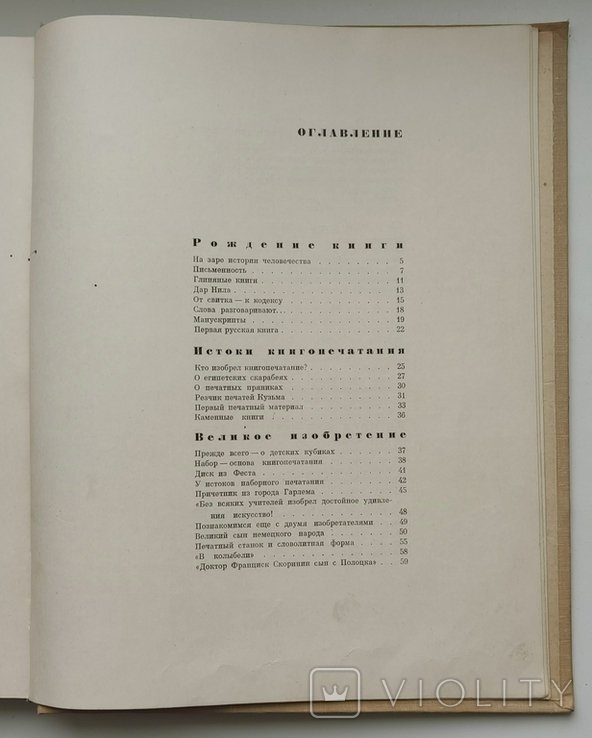 ОГЛАВЛЕНИЕ
Рождение книги
На заре истории человечества . . . . . . . . 5
Письменность . . . . . . . . . . . . 7
Глиняные книги . . . . . . . . . . . 11
Дар Нила . . . . . . . . . . . . . 13
От свитка — к кодексу . . . . . . . . . 15
Слова разговаривают. . . . . . . . . . 18
Манускрипты . . . . . . . . . . . . 19
Первая русская книга . . . . . . . . . 22
Истоки книгопечатания
Кто изобрел книгопечатание? . . . . . . . . 25
О египетских скарабеях . . . . . . . . . 27
О печатных пряниках . . . . . . . . . 30
Резчик печатей Кузьма . . . . . . . . . 31
Первый печатный материал . . . . . . . . 33
Каменные книги . . . . . . . . . . . 36
Великое изобретение
Прежде всего — о детских кубиках . . . . . . 37
Набор — основа книгопечатания . . . . . . . 38
Диск из Феста . . . . . . . . . . . 41
У истоков наборного печатания . . . . . . . 42
Причетник из города Гарлема . . . . . . . 45
«Без всяких учителей изобрел достойное удивле-
ния искусство! . . . . . . . . . . 48
Познакомимся еще с двумя изобретателями . . . 49
Великий сын немецкого народа . . . . . . . 50
Печатный станок и словолитная форма . . . . . 55
«В колыбели» . . . . . . . . . . . . 58
«Доктор Франциск Скоринин сын с Полоцка» . . 59
VIOLITY